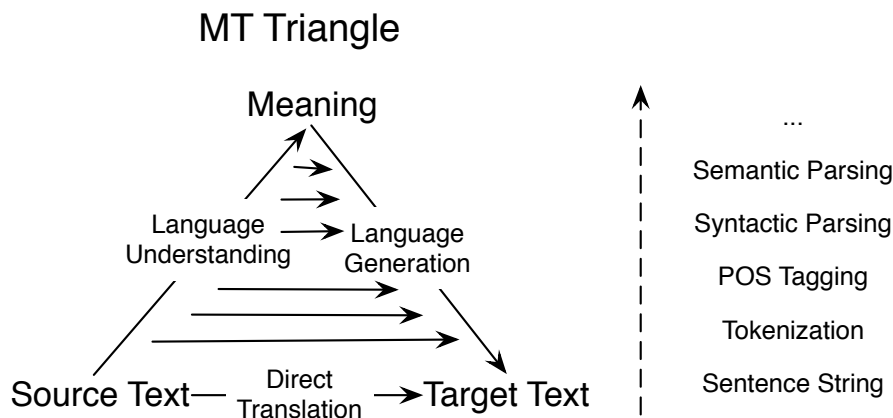 MT Triangle
Meaning
Language
Understanding
Language
Generation
Source Text
Direct
Translation
Target Text
...
Semantic Parsing
Syntactic Parsing
POS Tagging
Tokenization
Sentence String